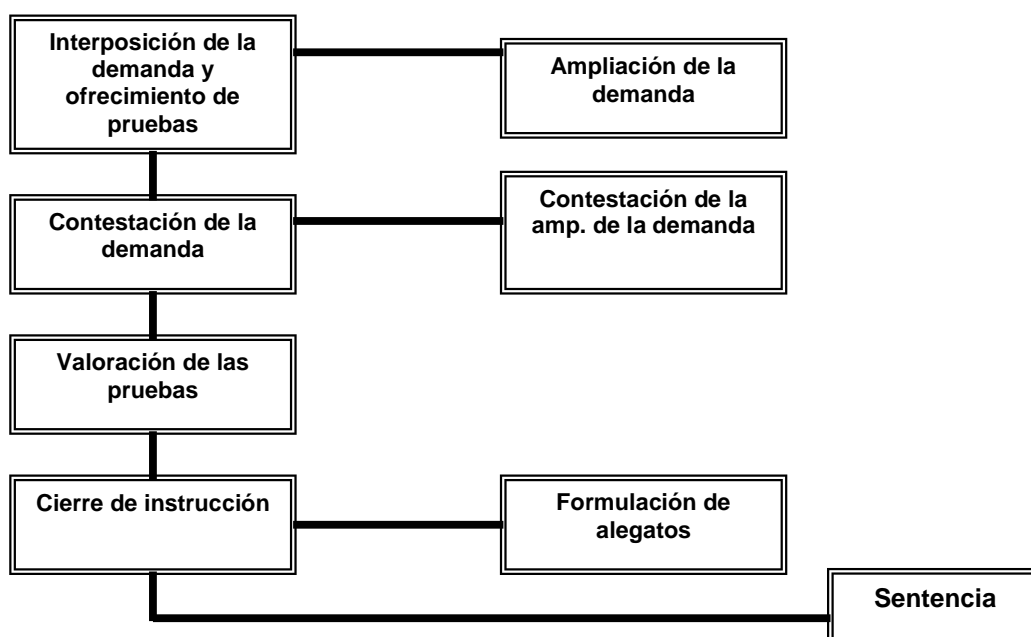 Interposición de la
demanda y
ofrecimiento de
pruebas
Ampliación de la
demanda
Contestación de la
demanda
Contestación de la
amp. de la demanda
Valoración de las
pruebas
Cierre de instrucción
Formulación de
alegatos
Sentencia